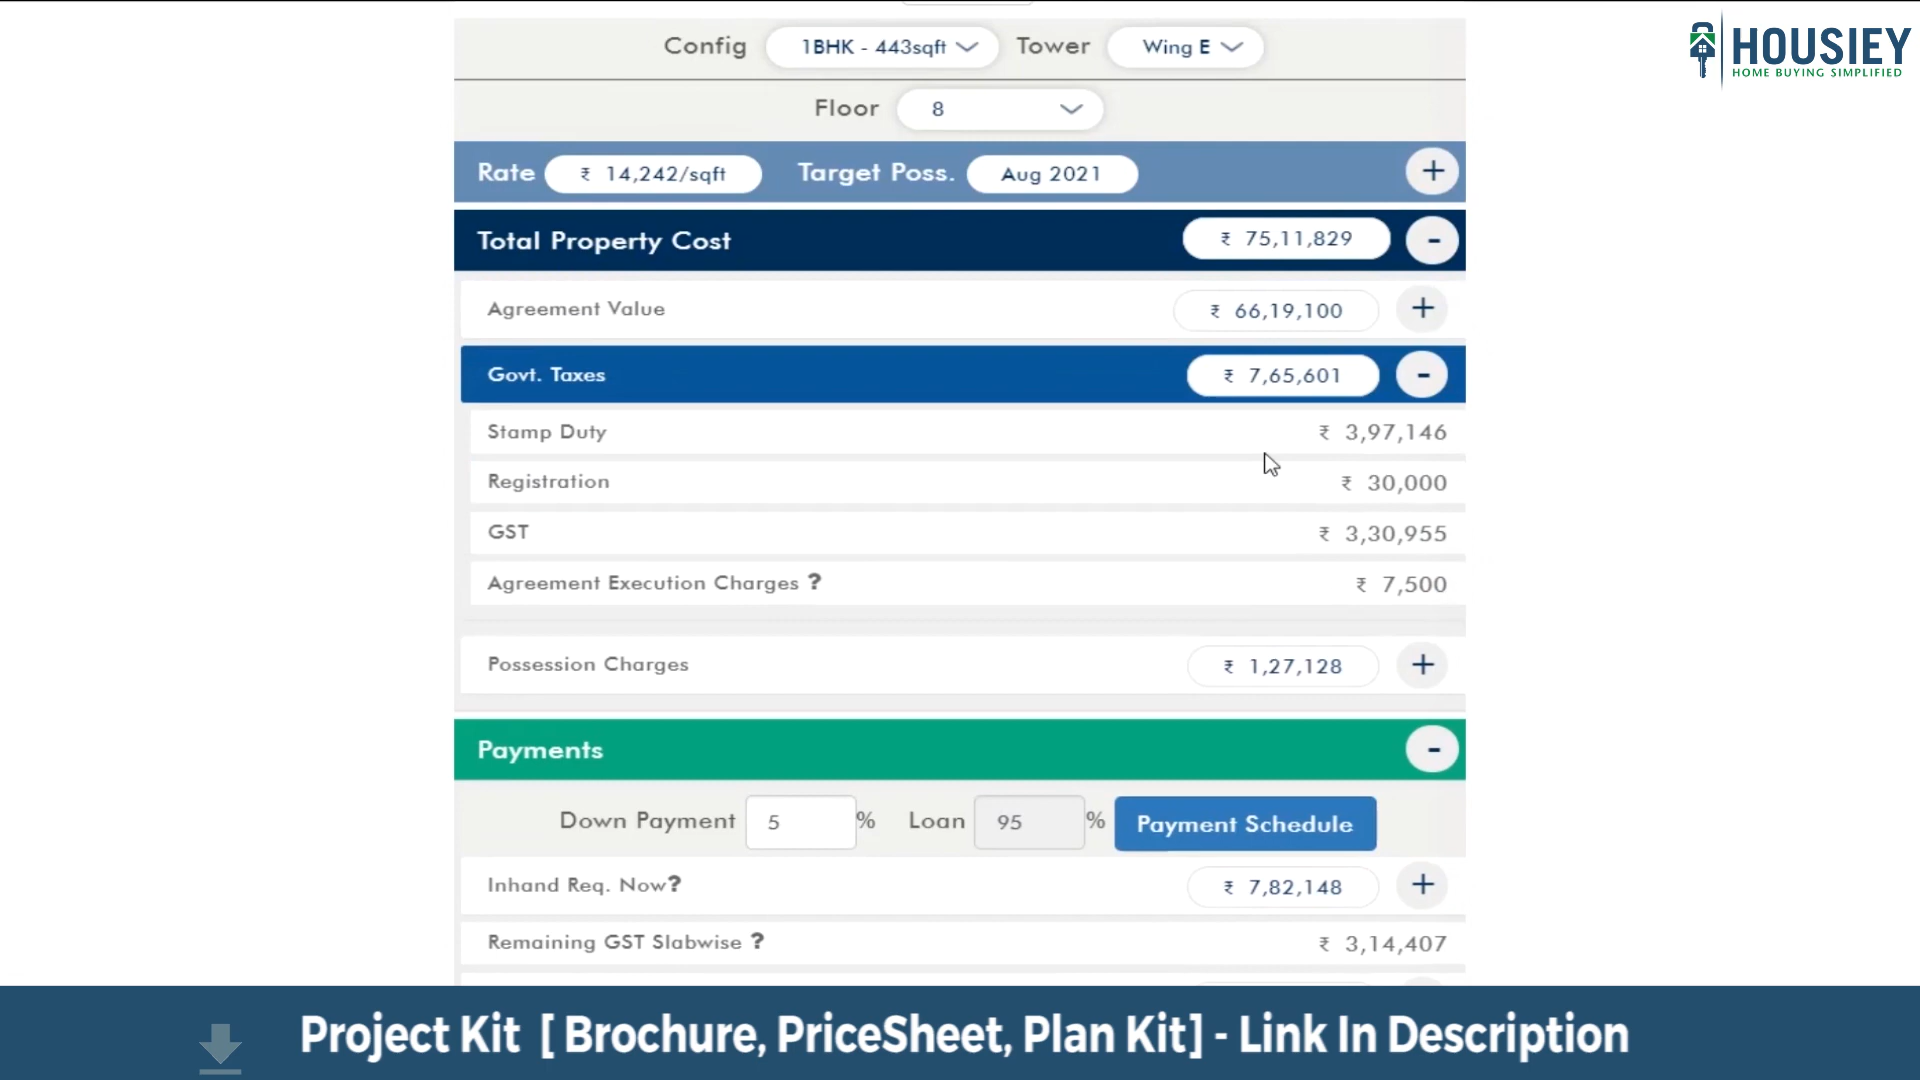 Config 1BHK - 443sqft Tower Wing E
HOUSIEY
HOME BUYING SIMPLIFIED
Floor 8
Rate ₹ 14,242/sqft Target Poss. Aug 2021 +
Total Property Cost ₹ 75,11,829 -
Agreement Value ₹ 66,19,100 +
Govt. Taxes ₹ 7,65,601 -
Stamp Duty ₹ 3,97,146
Registration ₹ 30,000
GST ₹ 3,30,955
Agreement Execution Charges ? ₹ 7,500
Possession Charges ₹ 1,27,128 +
Payments -
Down Payment 5 % Loan 95 % Payment Schedule
Inhand Req. Now? ₹ 7,82,148 +
Remaining GST Slabwise ? ₹ 3,14,407
Project Kit [ Brochure, PriceSheet, Plan Kit] - Link In Description